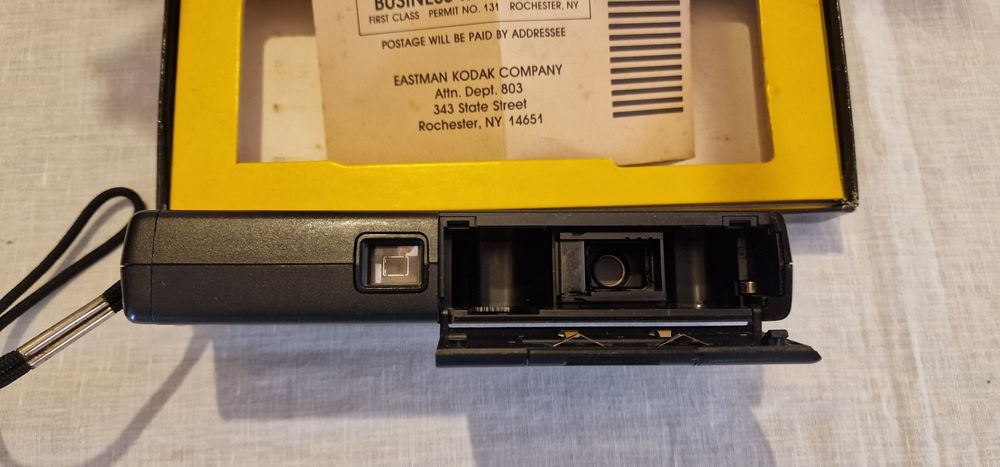 BUSINESS
FIRST CLASS PERMIT NO. 131 ROCHESTER, NY
POSTAGE WILL BE PAID BY ADDRESSEE
EASTMAN KODAK COMPANY
Attn. Dept. 803
343 State Street
Rochester, NY 14651